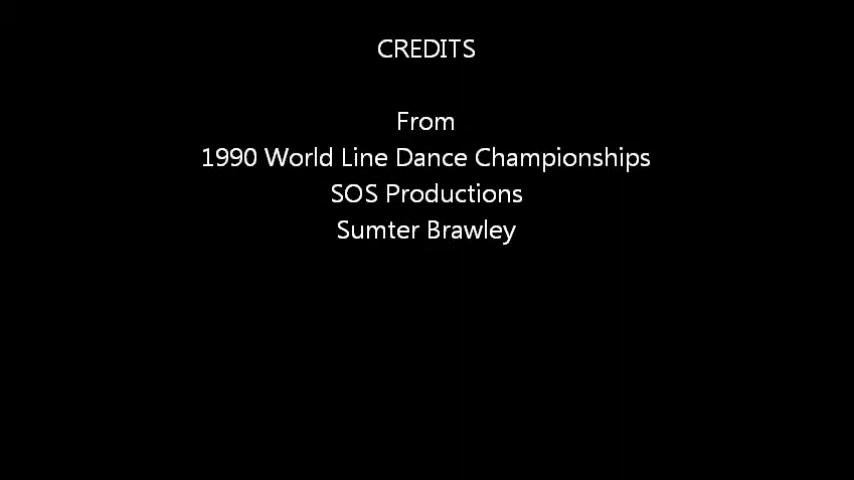 CREDITS
From
1990 World Line Dance Championships
SOS Productions
Sumter Brawley